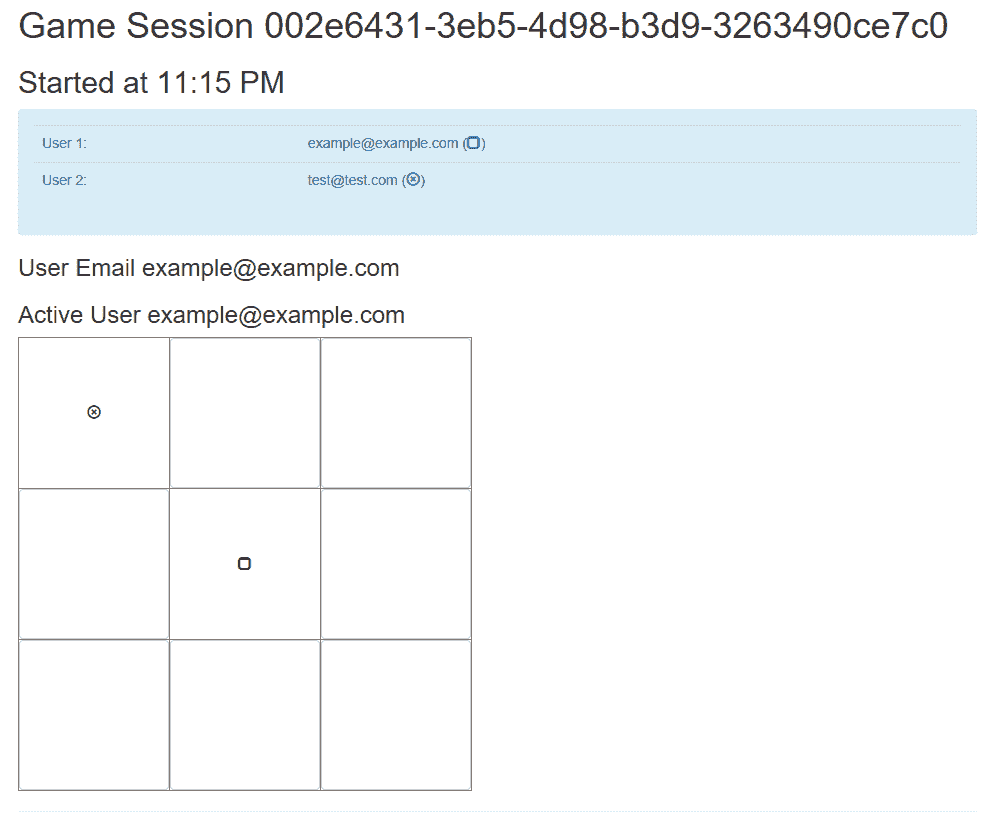 Game Session 002e6431-3eb5-4d98-b3d9-3263490ce7c0
Started at 11:15 PM
User 1: example@example.com ()
User 2: test@test.com ()
User Email example@example.com
Active User example@example.com